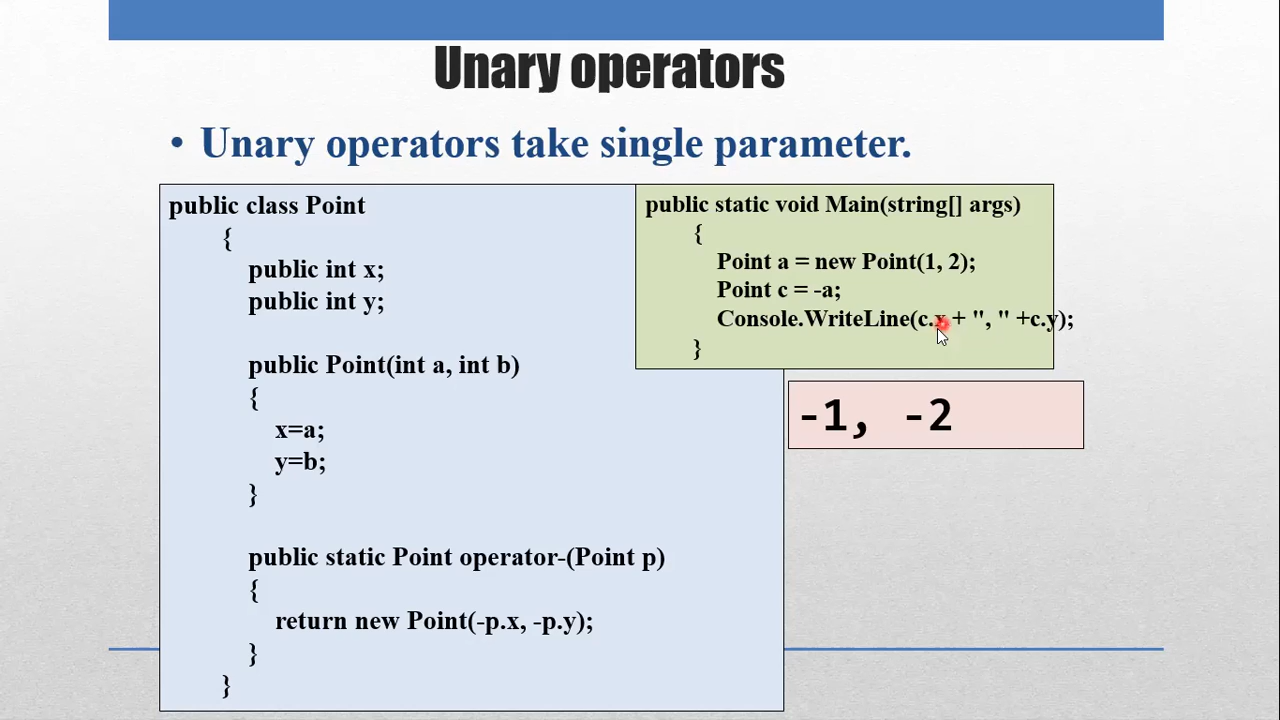 Unary operators
• Unary operators take single parameter.
public class Point
{
public int x;
public int y;
public Point(int a, int b)
{
x=a;
y=b;
}
public static Point operator-(Point p)
{
return new Point(-p.x, -p.y);
}
}
public static void Main(string[] args)
{
Point a = new Point(1, 2);
Point c = -a;
Console.WriteLine(c.x + ", " +c.y);
}
-1, -2